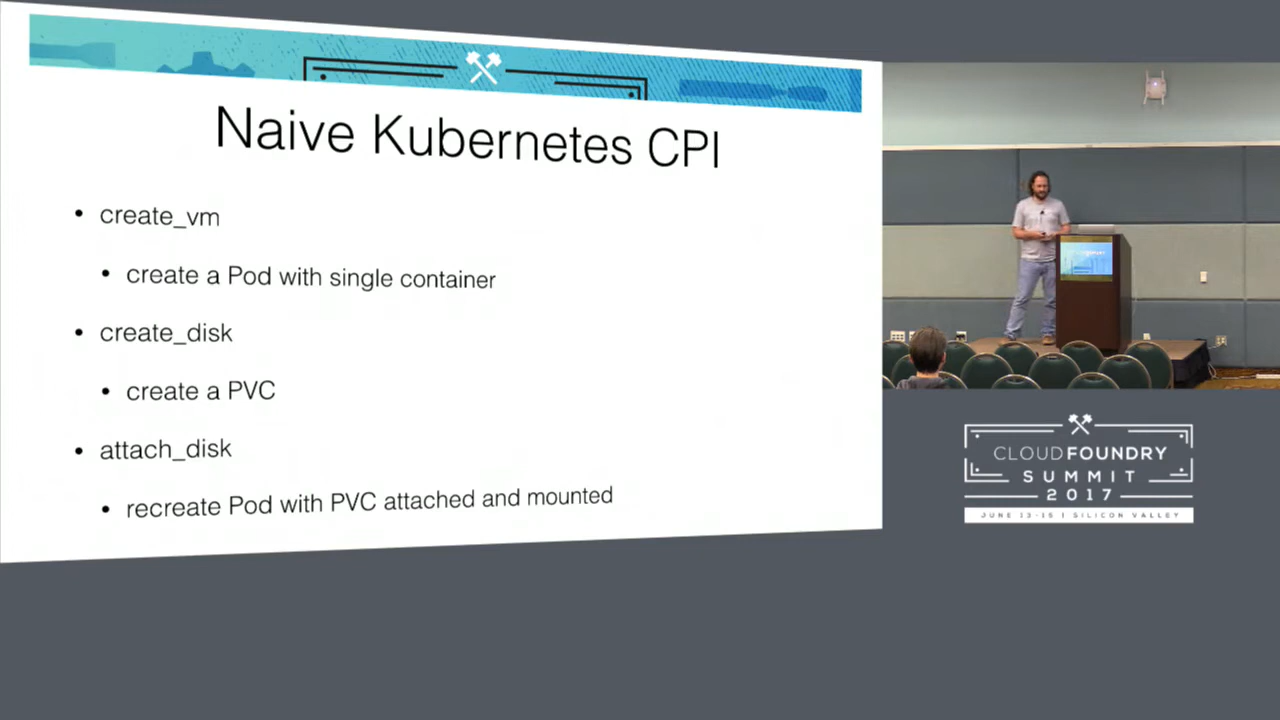 Naive Kubernetes CPI
• create_vm
• create a Pod with single container
• create_disk
• create a PVC
• attach_disk
• recreate Pod with PVC attached and mounted
CLOUDFOUNDRY
SUMMIT
2017
JUNE 13-15 | SILICON VALLEY